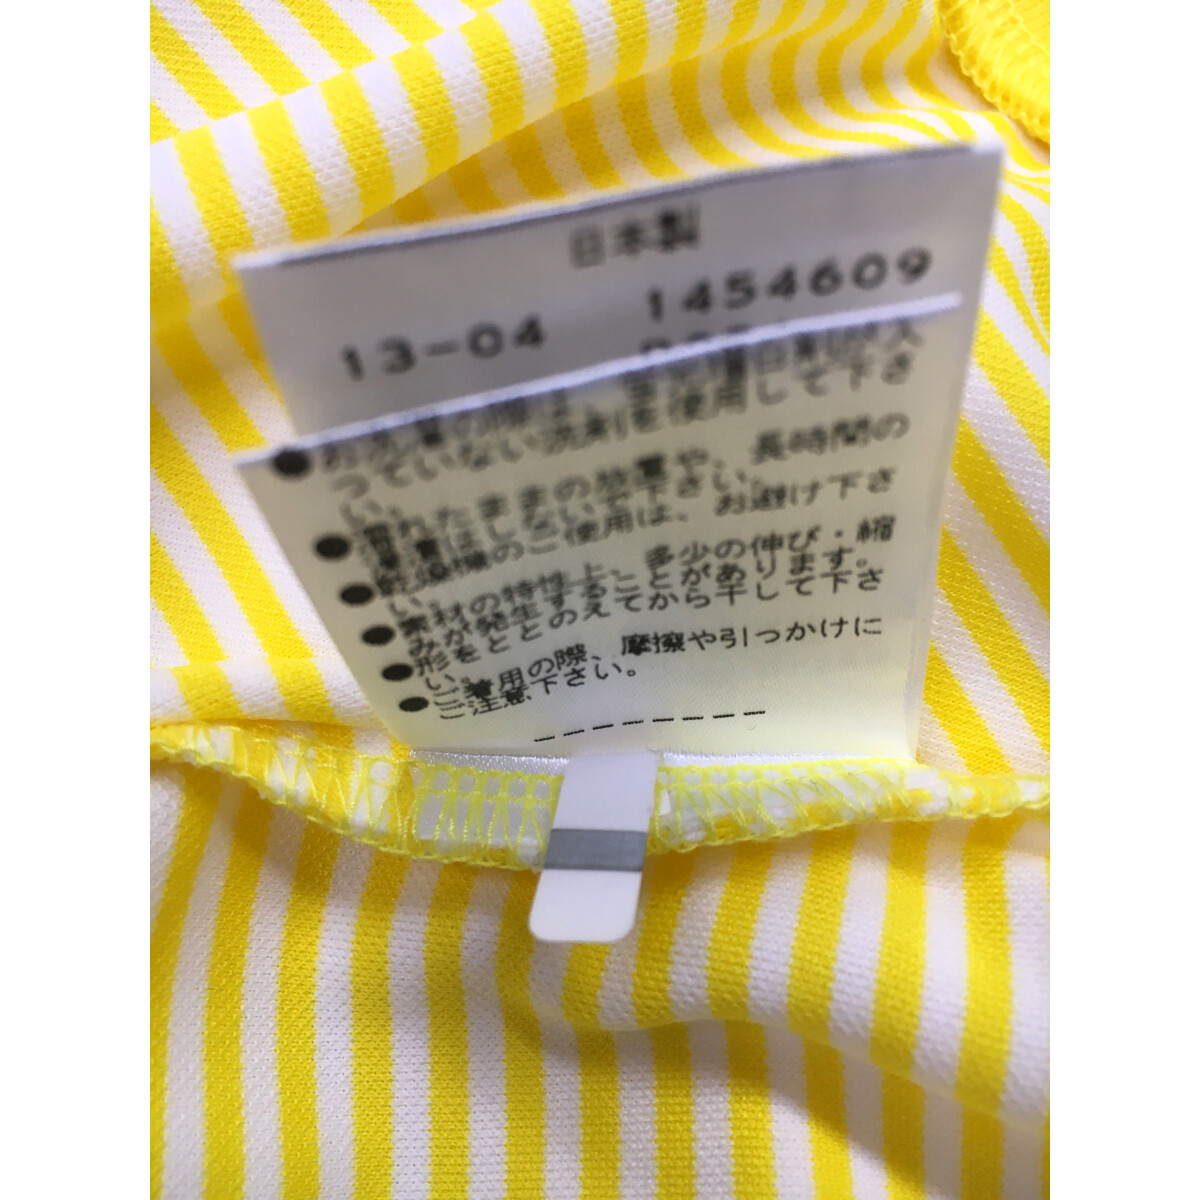 日本製
13-04 1454609
●お洗濯の際は、蛍光増白剤の入
っていない洗剤を使用して下さ
い。
●濡れたままの放置や、長時間の
洗濯はしないで下さい。
●乾燥機のご使用は、お避け下さ
い。
●素材の特性上、多少の伸び・縮
みが発生することがあります。
●形をととのえてから干して下さ
い。
●ご着用の際、摩擦や引っかけに
ご注意下さい。
--------